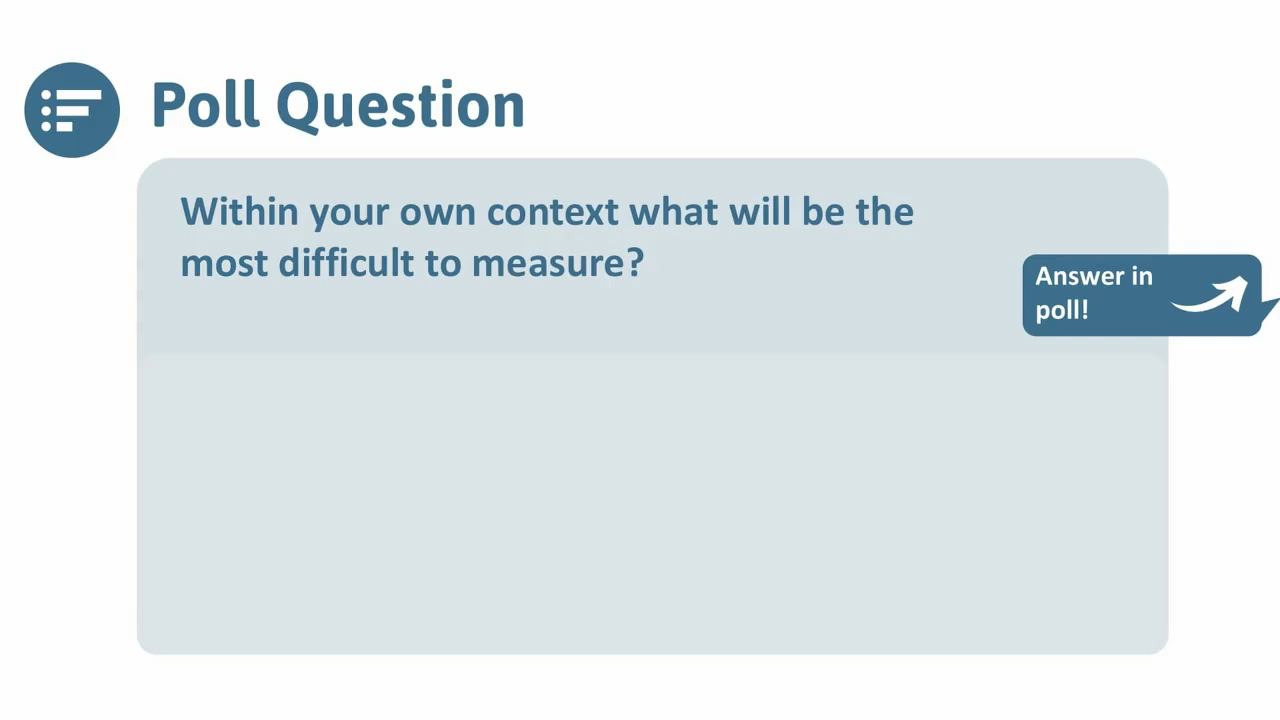 Poll Question
Within your own context what will be the
most difficult to measure?
Answer in
poll!